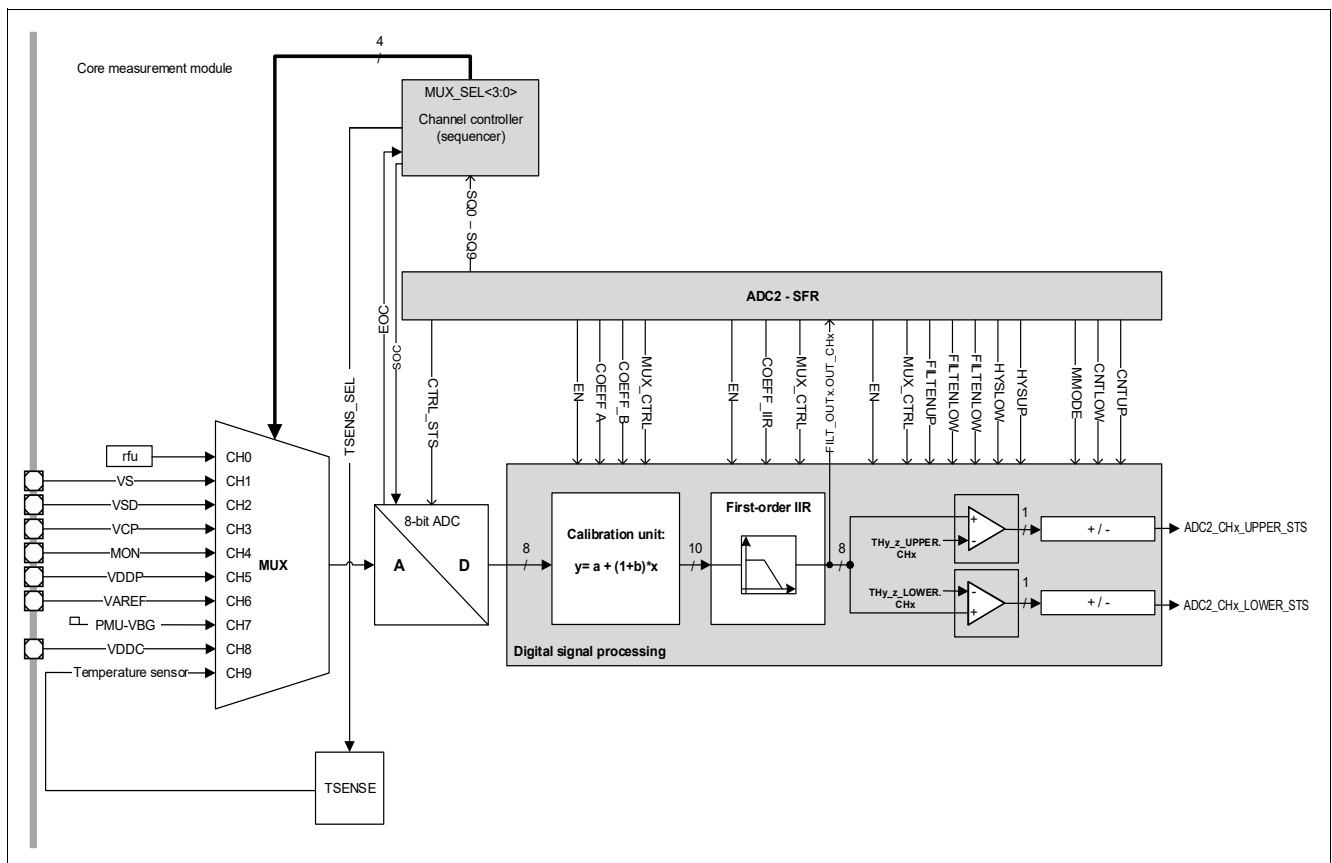 4
Core measurement module
MUX_SEL<3:0>
Channel controller
(sequencer)
SQ0 – SQ9
EOC
SOC
TSENS_SEL
CTRL_STS
ADC2 - SFR
EN
COEFF A
COEFF_B
MUX_CTRL
EN
COEFF_IIR
MUX_CTRL
FILT_OUTx.OUT_CHx
EN
MUX_CTRL
FILTENUP
FILTENLOW
FILTENLOW
HYSLOW
HYSUP
MMODE
CNTLOW
CNTUP
rfu
CH0
VS
CH1
VSD
CH2
VCP
CH3
MON
CH4
VDDP
CH5
VAREF
CH6
PMU-VBG
CH7
VDDC
CH8
Temperature sensor
CH9
MUX
8-bit ADC
A
D
8
Calibration unit:
y= a + (1+b)*x
10
First-order IIR
8
+
-
THy_z_UPPER.
CHx
1
+ / -
ADC2_CHx_UPPER_STS
THy_z_LOWER.
CHx
-
+
1
+ / -
ADC2_CHx_LOWER_STS
Digital signal processing
TSENSE